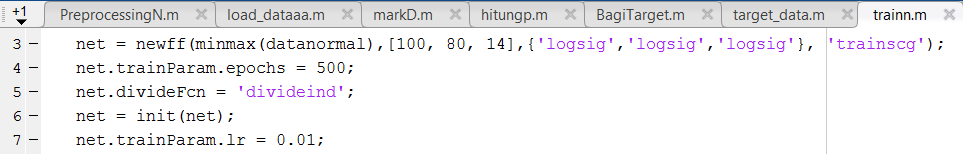 +1 PreprocessingN.m load_dataaa.m markD.m hitungp.m BagiTarget.m target_data.m trainn.m
3 – net = newff(minmax(datanormal),[100, 80, 14],{'logsig','logsig','logsig'}, 'trainscg');
4 – net.trainParam.epochs = 500;
5 – net.divideFcn = 'divideind';
6 – net = init(net);
7 – net.trainParam.lr = 0.01;